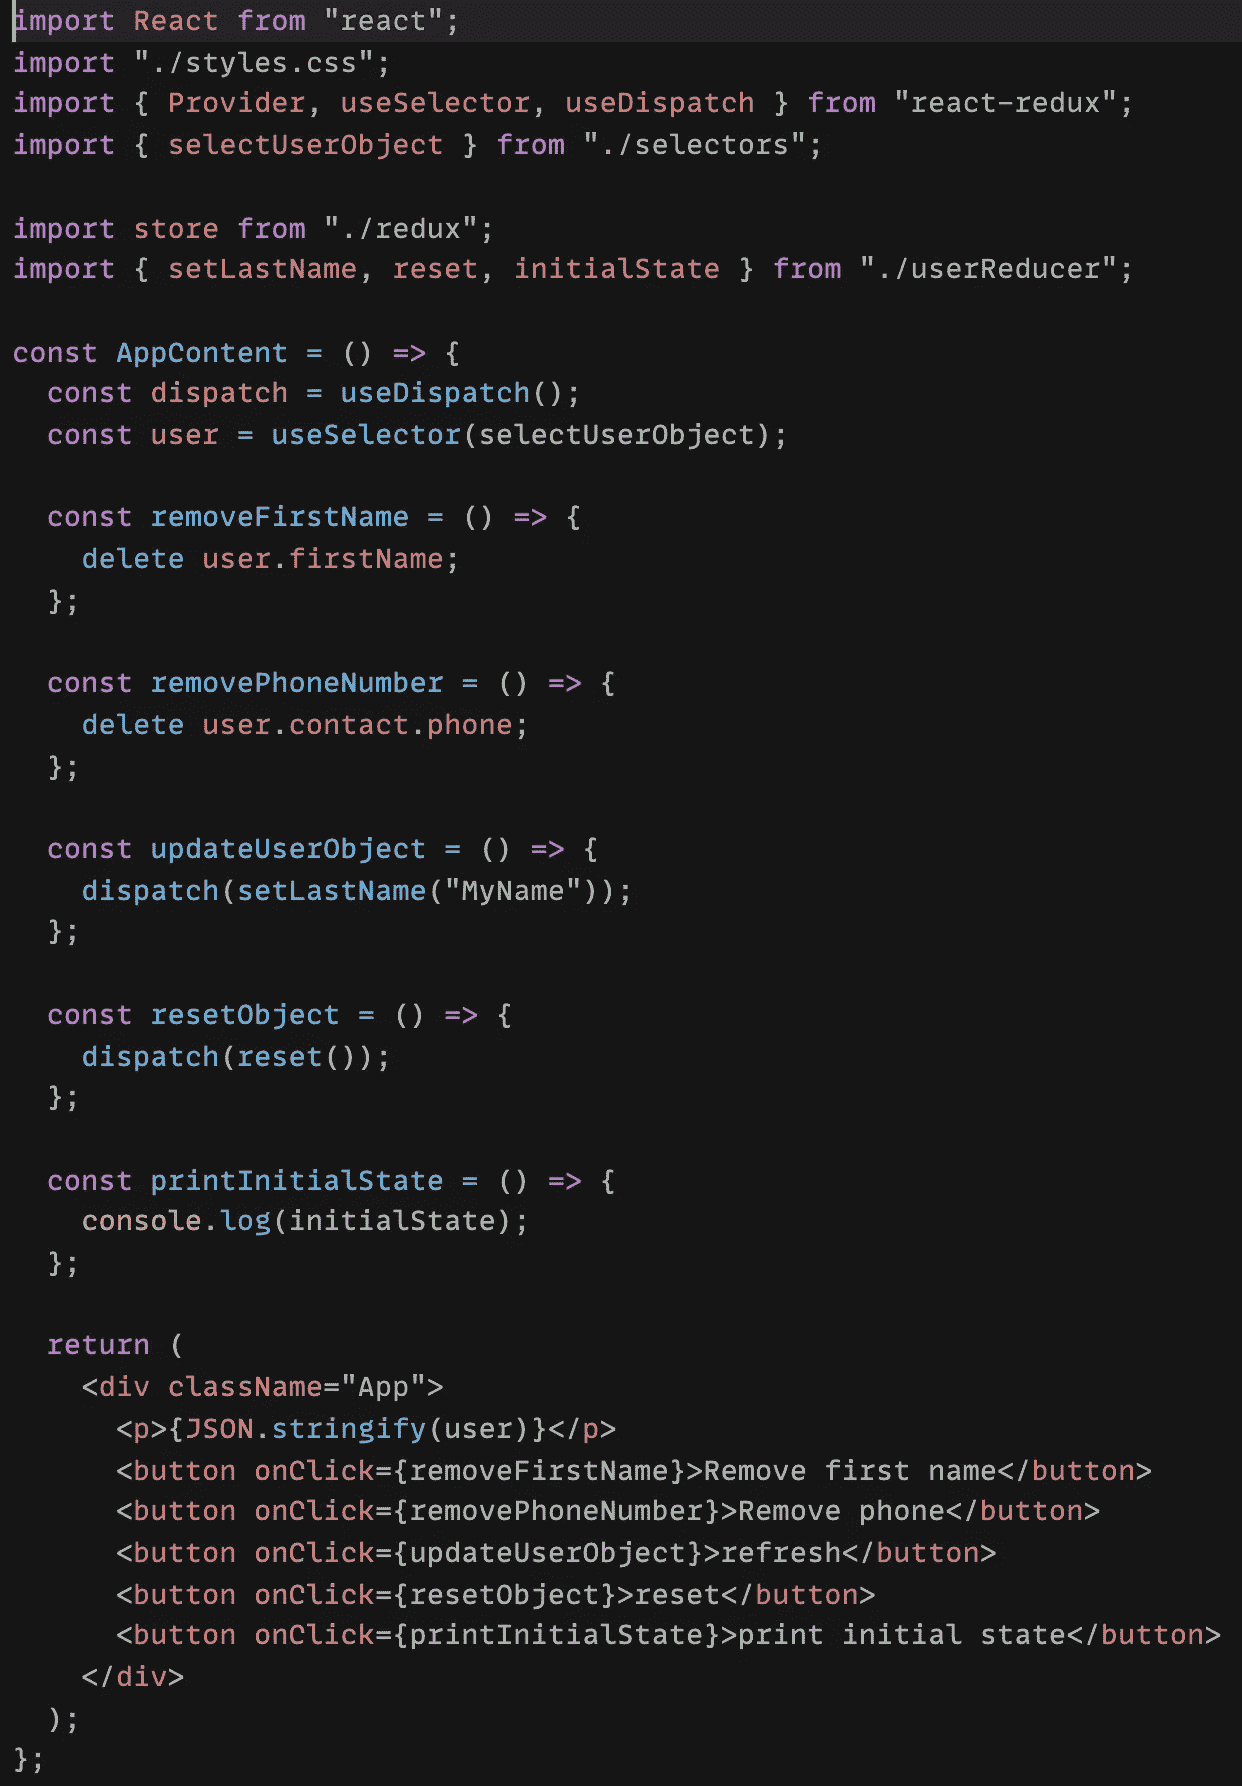 import React from "react";
import "./styles.css";
import { Provider, useSelector, useDispatch } from "react-redux";
import { selectUserObject } from "./selectors";

import store from "./redux";
import { setLastName, reset, initialState } from "./userReducer";

const AppContent = () => {
  const dispatch = useDispatch();
  const user = useSelector(selectUserObject);

  const removeFirstName = () => {
    delete user.firstName;
  };

  const removePhoneNumber = () => {
    delete user.contact.phone;
  };

  const updateUserObject = () => {
    dispatch(setLastName("MyName"));
  };

  const resetObject = () => {
    dispatch(reset());
  };

  const printInitialState = () => {
    console.log(initialState);
  };

  return (
    <div className="App">
      <p>{JSON.stringify(user)}</p>
      <button onClick={removeFirstName}>Remove first name</button>
      <button onClick={removePhoneNumber}>Remove phone</button>
      <button onClick={updateUserObject}>refresh</button>
      <button onClick={resetObject}>reset</button>
      <button onClick={printInitialState}>print initial state</button>
    </div>
  );
};